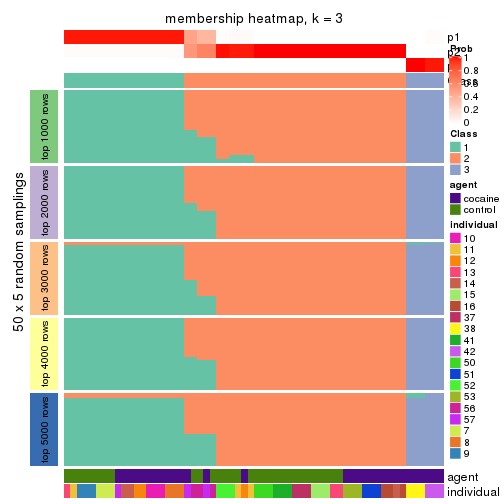 membership heatmap, k = 3
p1
p2
Prob
1
0.8
0.6
0.4
0.2
0
Class
1
2
3
agent
cocaine
control
individual
10
11
12
13
14
15
16
37
38
41
42
50
51
52
53
56
57
7
8
9
50 x 5 random samplings
top 1000 rows
top 2000 rows
top 3000 rows
top 4000 rows
top 5000 rows
agent
individual